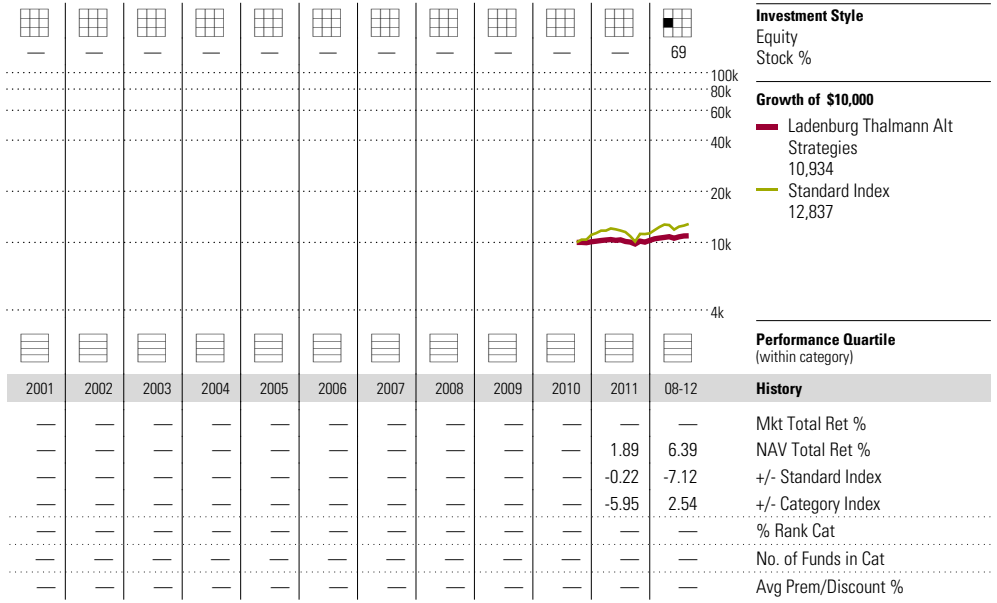 Investment Style
Equity
Stock %
— — — — — — — — — — — 69
100k
80k
60k
40k
20k
10k
4k
Growth of $10,000
Ladenburg Thalmann Alt
Strategies
10,934
Standard Index
12,837
Performance Quartile
(within category)
2001 2002 2003 2004 2005 2006 2007 2008 2009 2010 2011 08-12 History
— — — — — — — — — — — — Mkt Total Ret %
— — — — — — — — — — 1.89 6.39 NAV Total Ret %
— — — — — — — — — — -0.22 -7.12 +/- Standard Index
— — — — — — — — — — -5.95 2.54 +/- Category Index
— — — — — — — — — — — — % Rank Cat
— — — — — — — — — — — — No. of Funds in Cat
— — — — — — — — — — — — Avg Prem/Discount %